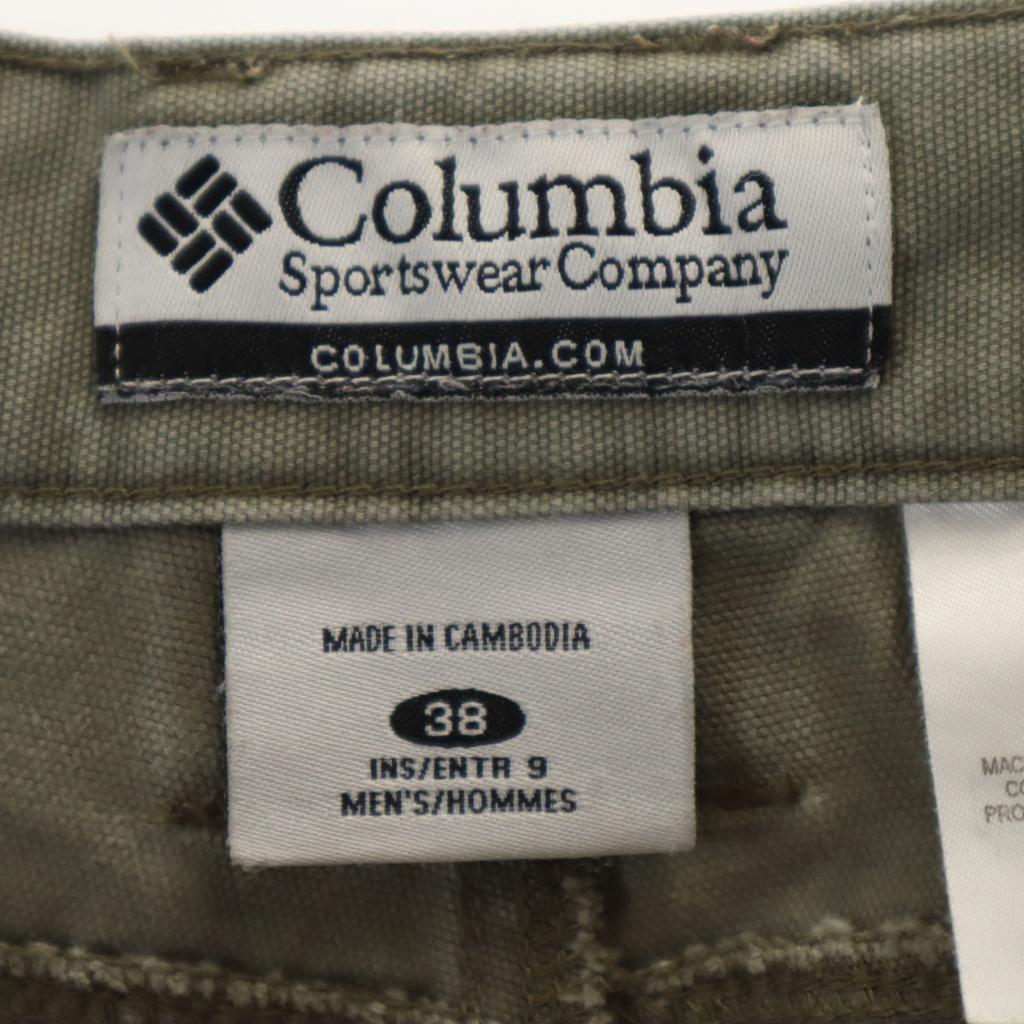 Columbia
Sportswear Company
COLUMBIA.COM
MADE IN CAMBODIA
38
INS/ENTR 9
MEN'S/HOMMES